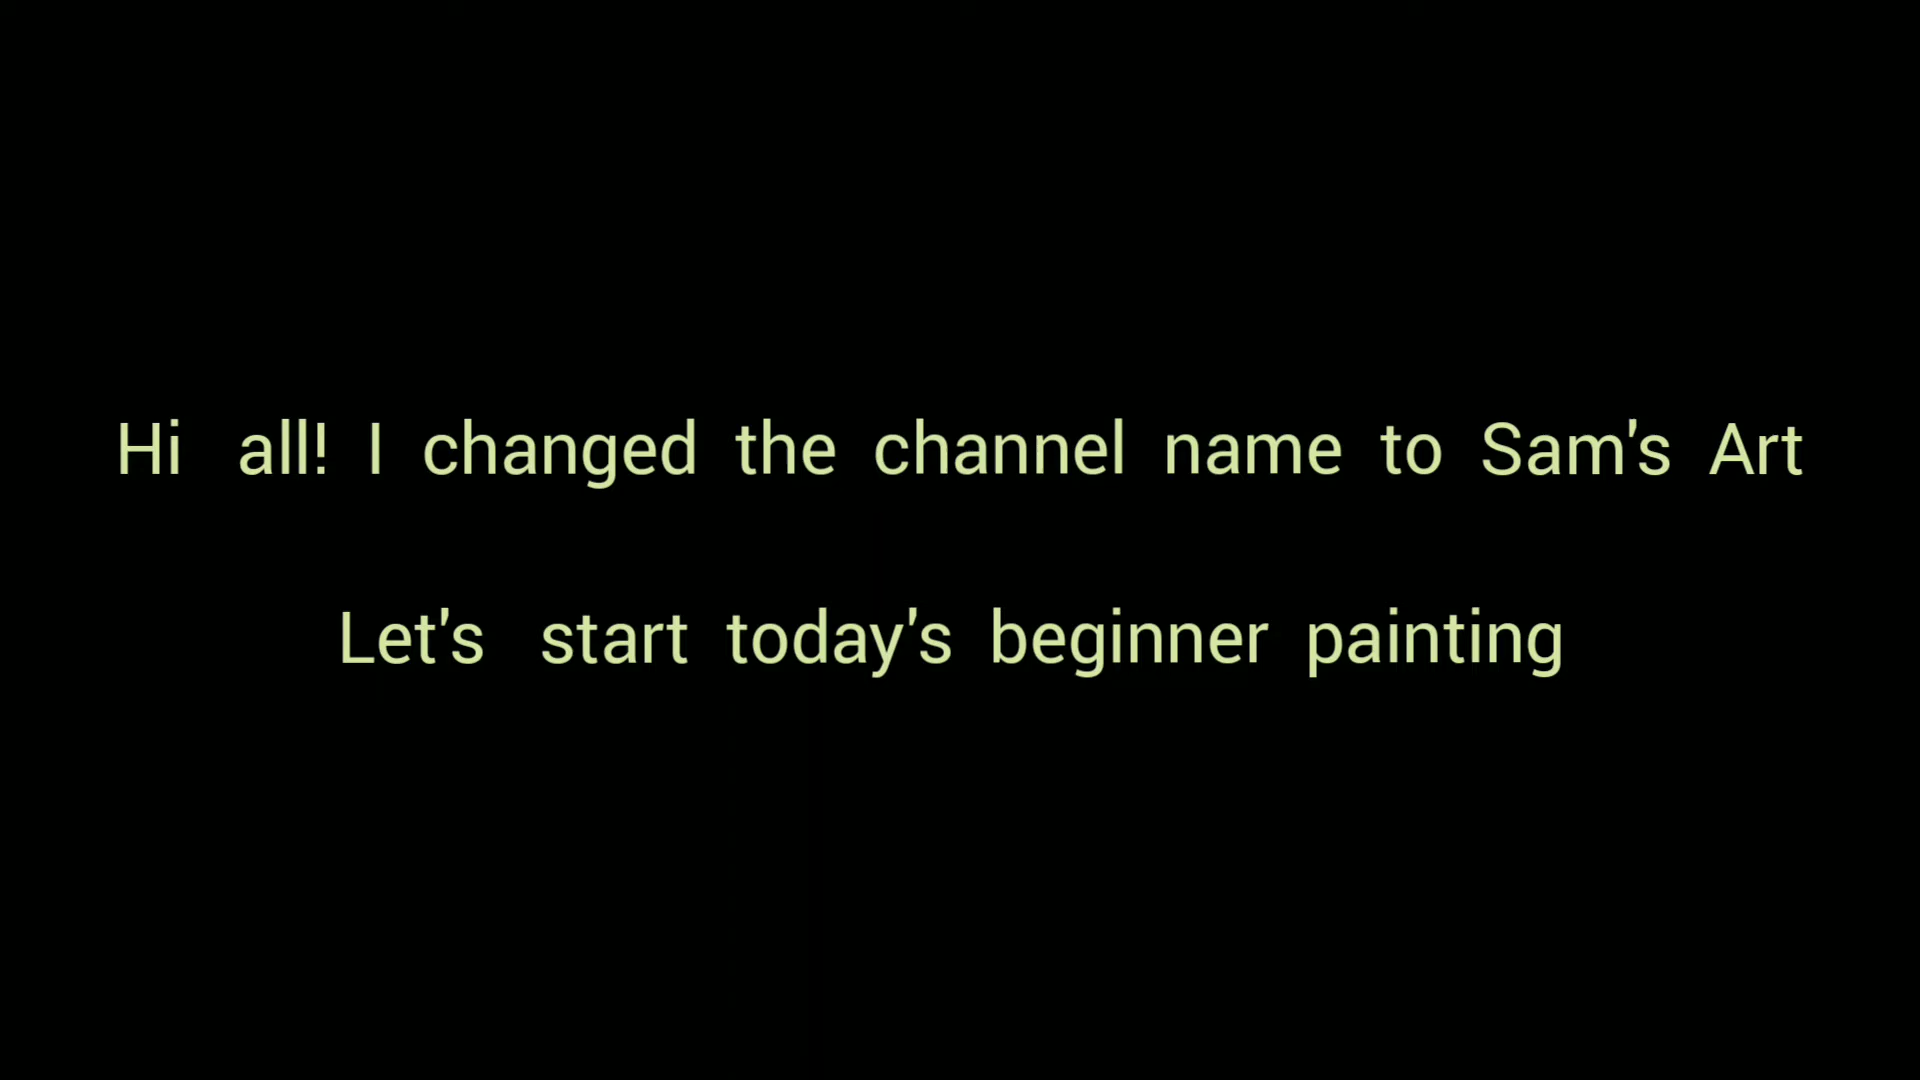 Hi all! I changed the channel name to Sam's Art
Let's start today's beginner painting